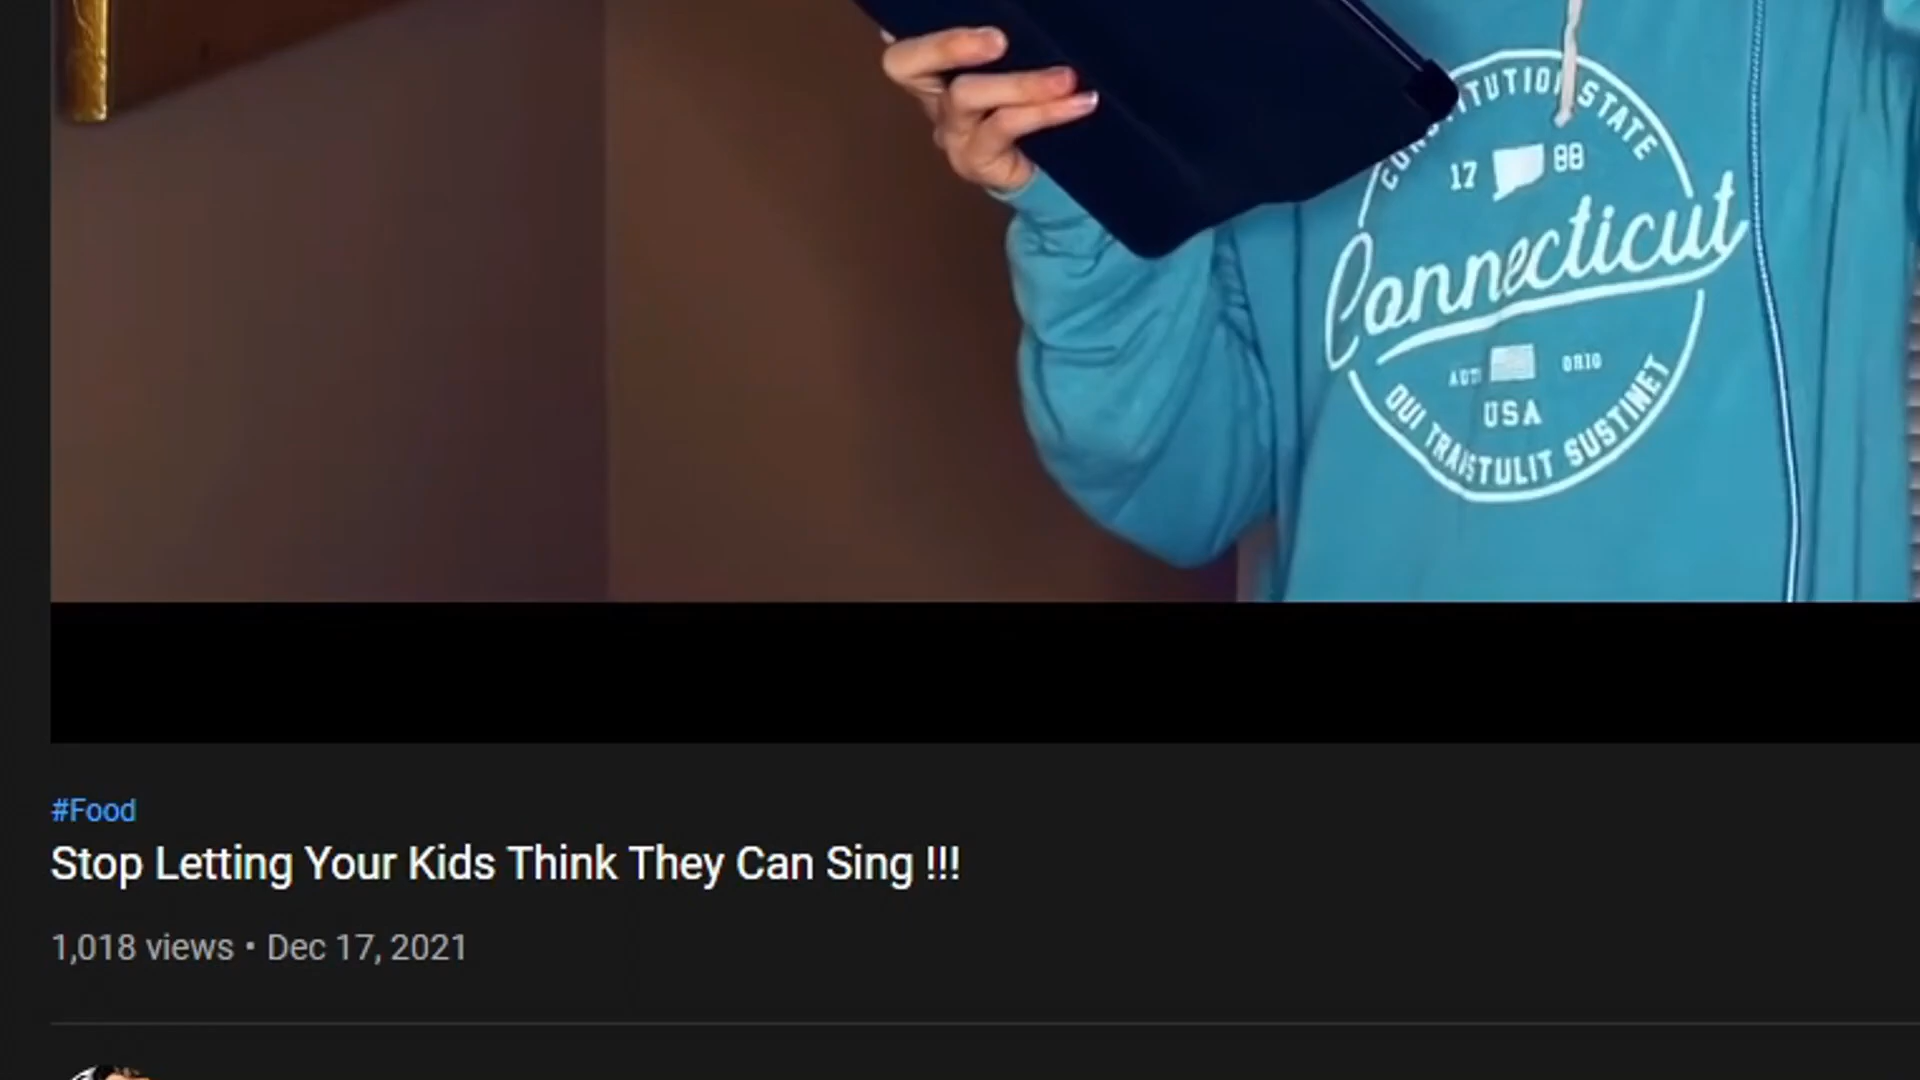 CONSTITUTION STATE
17 88
Connecticut
OHIO
USA
QUI TRANSTULIT SUSTINET
#Food
Stop Letting Your Kids Think They Can Sing !!!
1,018 views • Dec 17, 2021